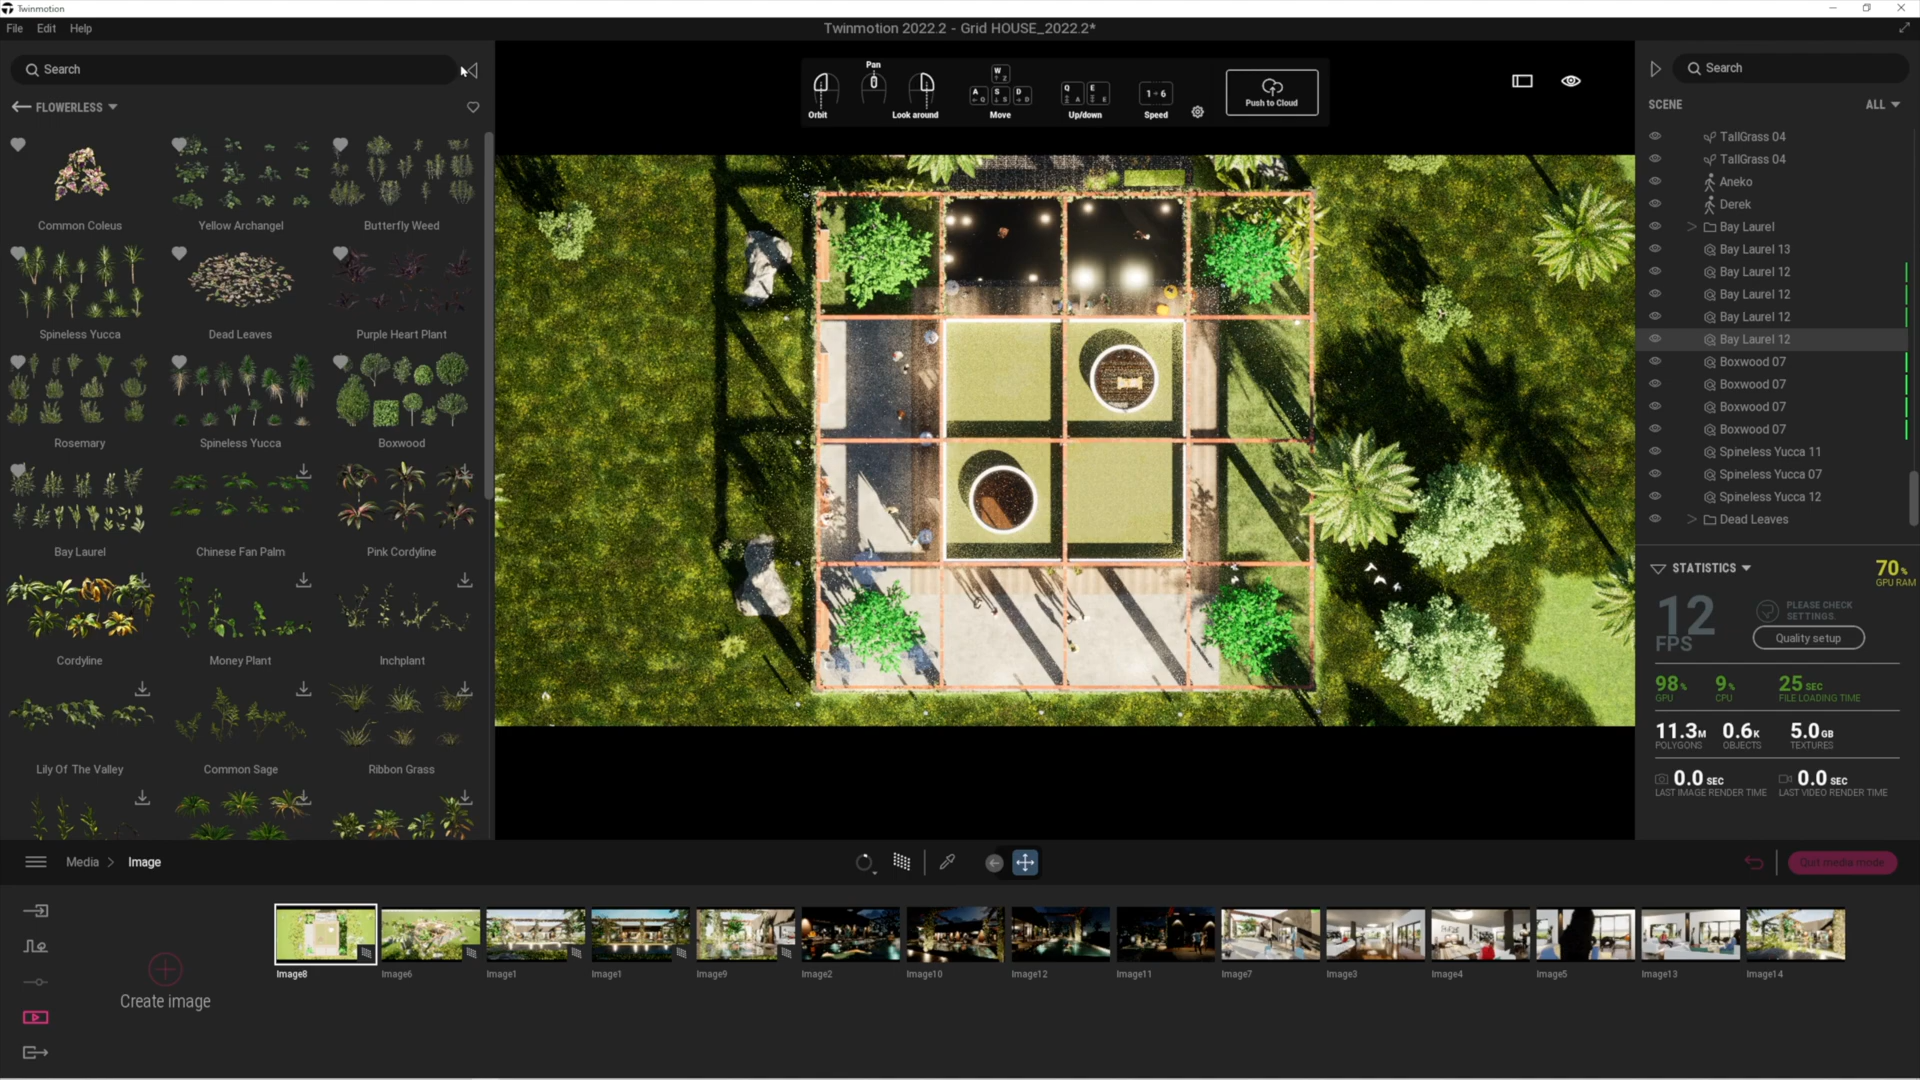 Twinmotion
File Edit Help
Twinmotion 2022.2 - Grid HOUSE_2022.2*
Search
FLOWERLESS
Common Coleus
Yellow Archangel
Butterfly Weed
Spineless Yucca
Dead Leaves
Purple Heart Plant
Rosemary
Spineless Yucca
Boxwood
Bay Laurel
Chinese Fan Palm
Pink Cordyline
Cordyline
Money Plant
Inchplant
Lily Of The Valley
Common Sage
Ribbon Grass
Pan
Orbit
Look around
W
A S D
Move
Q E
Up/down
1→6
Speed
Push to Cloud
Search
SCENE
ALL
TallGrass 04
TallGrass 04
Aneko
Derek
> Bay Laurel
Bay Laurel 13
Bay Laurel 12
Bay Laurel 12
Bay Laurel 12
Bay Laurel 12
Boxwood 07
Boxwood 07
Boxwood 07
Boxwood 07
Spineless Yucca 11
Spineless Yucca 07
Spineless Yucca 12
> Dead Leaves
STATISTICS
70%
GPU RAM
12
FPS
PLEASE CHECK
SETTINGS.
Quality setup
98% 9% 25 SEC
GPU CPU FILE LOADING TIME
11.3M 0.6K 5.0GB
POLYGONS OBJECTS TEXTURES
0.0 SEC 0.0 SEC
LAST IMAGE RENDER TIME LAST VIDEO RENDER TIME
Media > Image
Quit media mode
Create image
Image8 Image6 Image1 Image1 Image9 Image2 Image10 Image12 Image11 Image7 Image3 Image4 Image5 Image13 Image14